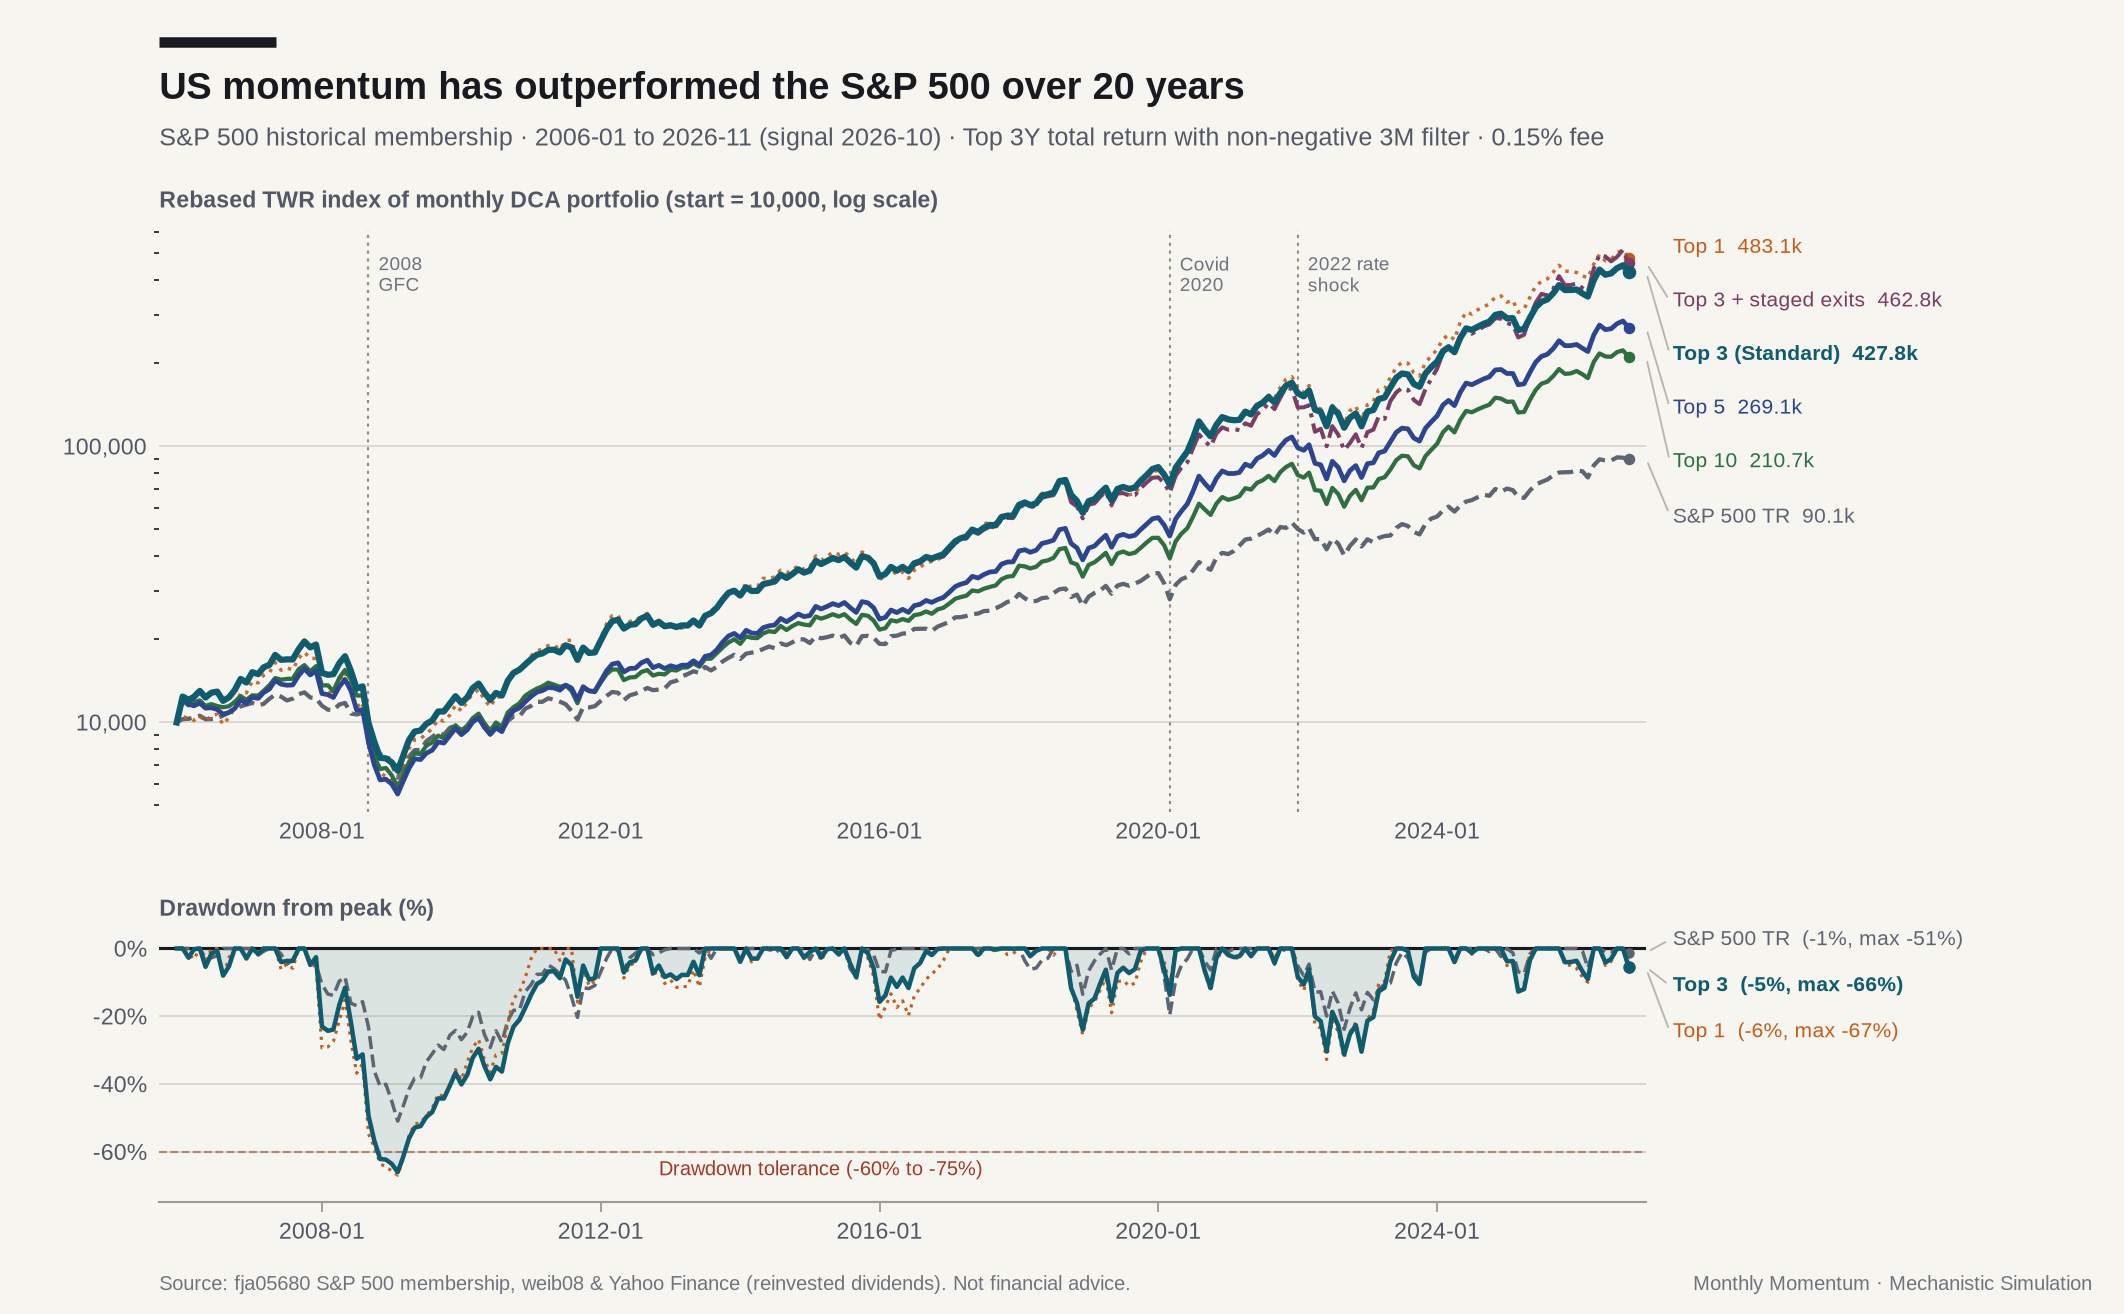 US momentum has outperformed the S&P 500 over 20 years
S&P 500 historical membership · 2006-01 to 2026-11 (signal 2026-10) · Top 3Y total return with non-negative 3M filter · 0.15% fee
Rebased TWR index of monthly DCA portfolio (start = 10,000, log scale)
2008
GFC
Covid
2020
2022 rate
shock
Top 1 483.1k
Top 3 + staged exits 462.8k
Top 3 (Standard) 427.8k
Top 5 269.1k
Top 10 210.7k
S&P 500 TR 90.1k
100,000
10,000
2008-01 2012-01 2016-01 2020-01 2024-01
Drawdown from peak (%)
0%
-20%
-40%
-60%
S&P 500 TR (-1%, max -51%)
Top 3 (-5%, max -66%)
Top 1 (-6%, max -67%)
Drawdown tolerance (-60% to -75%)
2008-01 2012-01 2016-01 2020-01 2024-01
Source: fja05680 S&P 500 membership, weib08 & Yahoo Finance (reinvested dividends). Not financial advice.
Monthly Momentum · Mechanistic Simulation